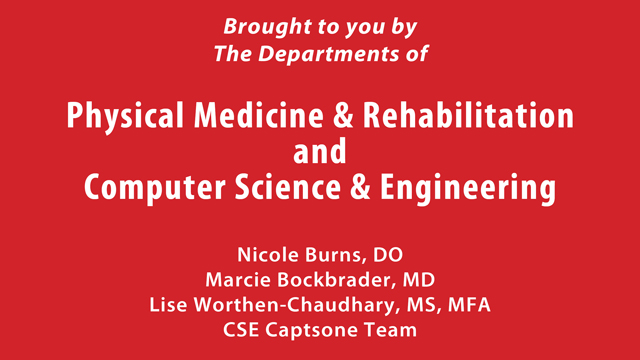 Brought to you by
The Departments of
Physical Medicine & Rehabilitation
and
Computer Science & Engineering
Nicole Burns, DO
Marcie Bockbrader, MD
Lise Worthen-Chaudhary, MS, MFA
CSE Captsone Team